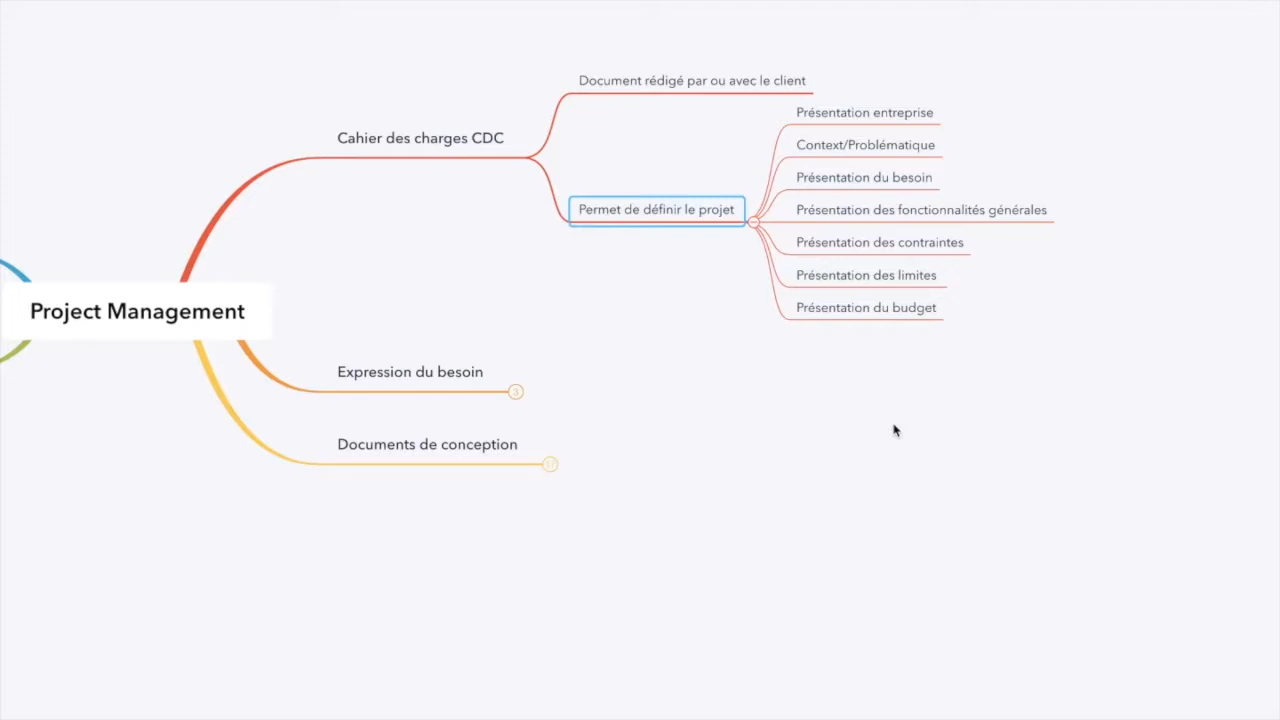 Document rédigé par ou avec le client
Cahier des charges CDC
Permet de définir le projet
Présentation entreprise
Context/Problématique
Présentation du besoin
Présentation des fonctionnalités générales
Présentation des contraintes
Présentation des limites
Présentation du budget
Project Management
Expression du besoin
3
Documents de conception
17